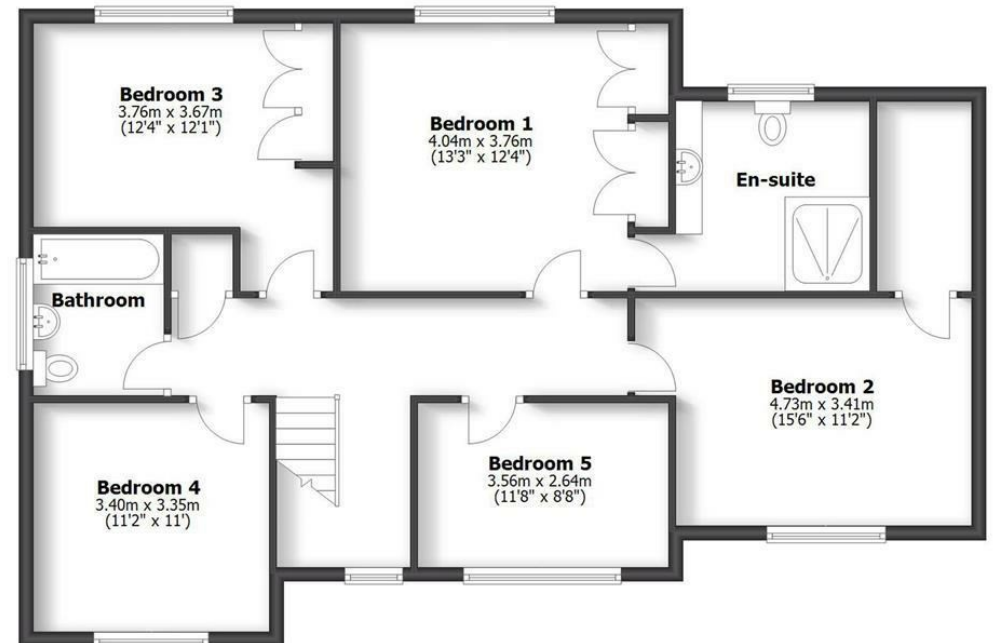 Bedroom 3
3.76m x 3.67m
(12'4" x 12'1")
Bedroom 1
4.04m x 3.76m
(13'3" x 12'4")
En-suite
Bathroom
Bedroom 2
4.73m x 3.41m
(15'6" x 11'2")
Bedroom 4
3.40m x 3.35m
(11'2" x 11')
Bedroom 5
3.56m x 2.64m
(11'8" x 8'8")